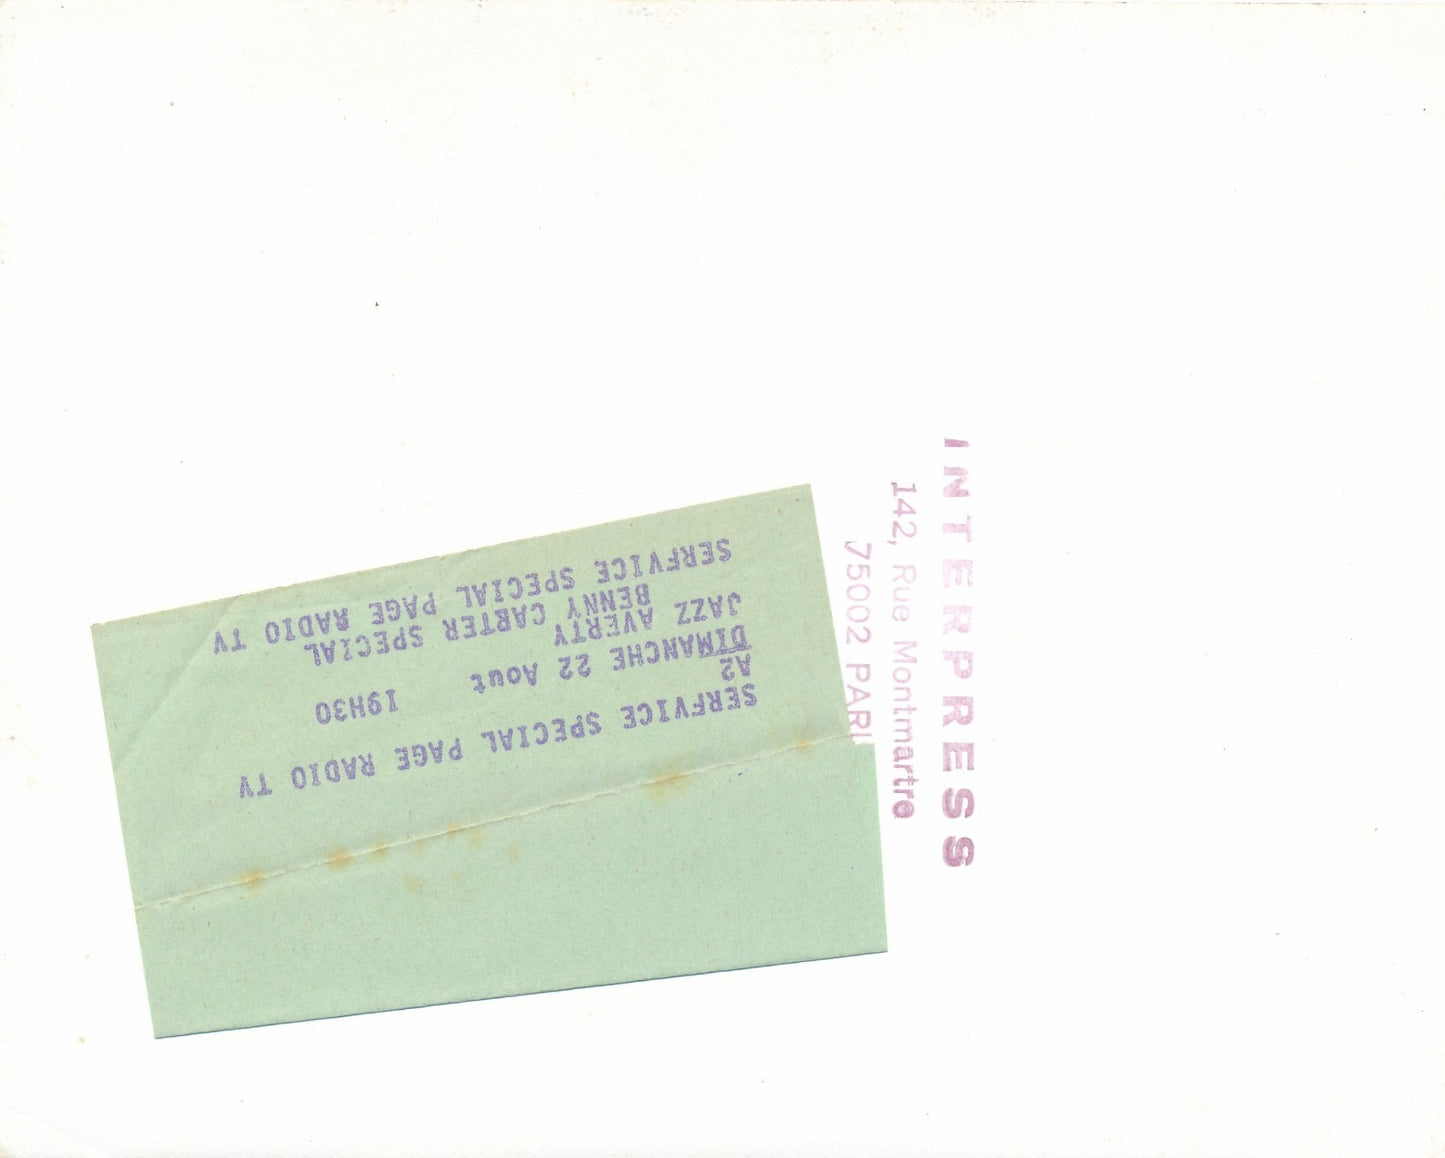 SERFVICE SPECIAL PAGE RADIO TV
A2
DIMANCHE 22 Aout I9H30
JAZZ AVERTY
BENNY CARTER SPECIAL
SERFVICE SPECIAL PAGE RADIO TV
INTERPRESS
142, Rue Montmartre
75002 PARI